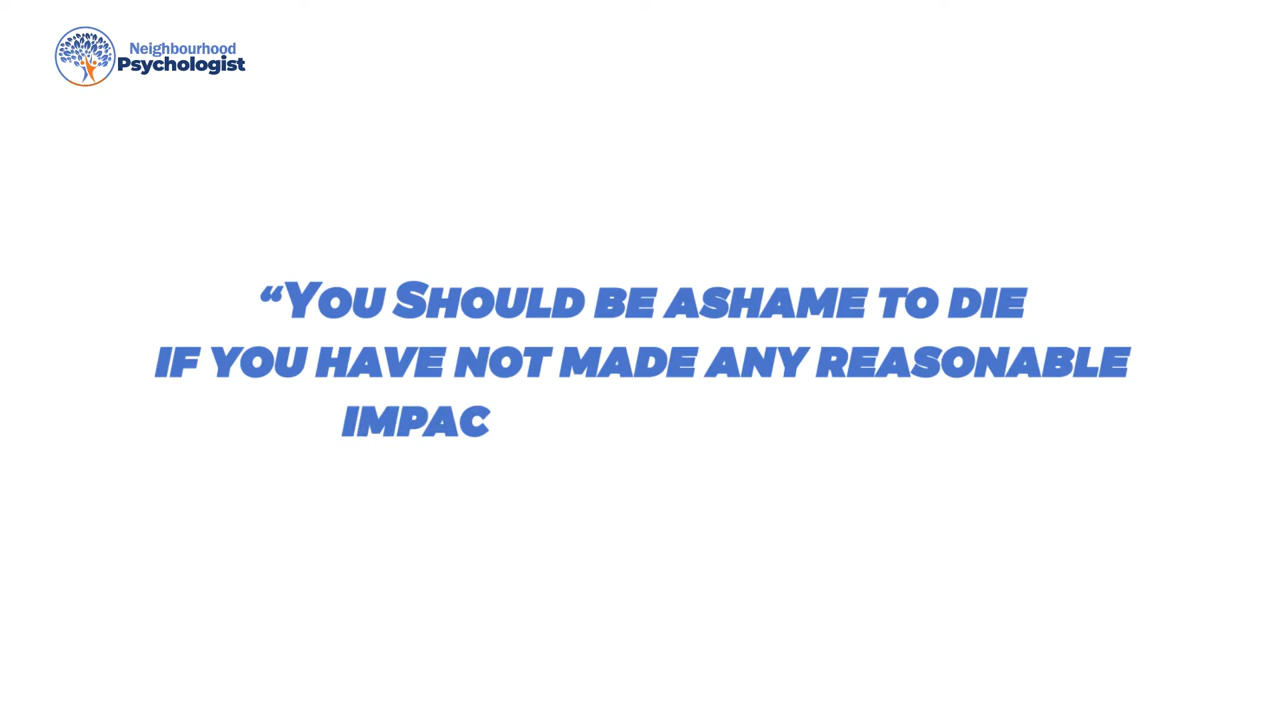 Neighbourhood
Psychologist
“You Should be ashame to die
if you have not made any reasonable
impac